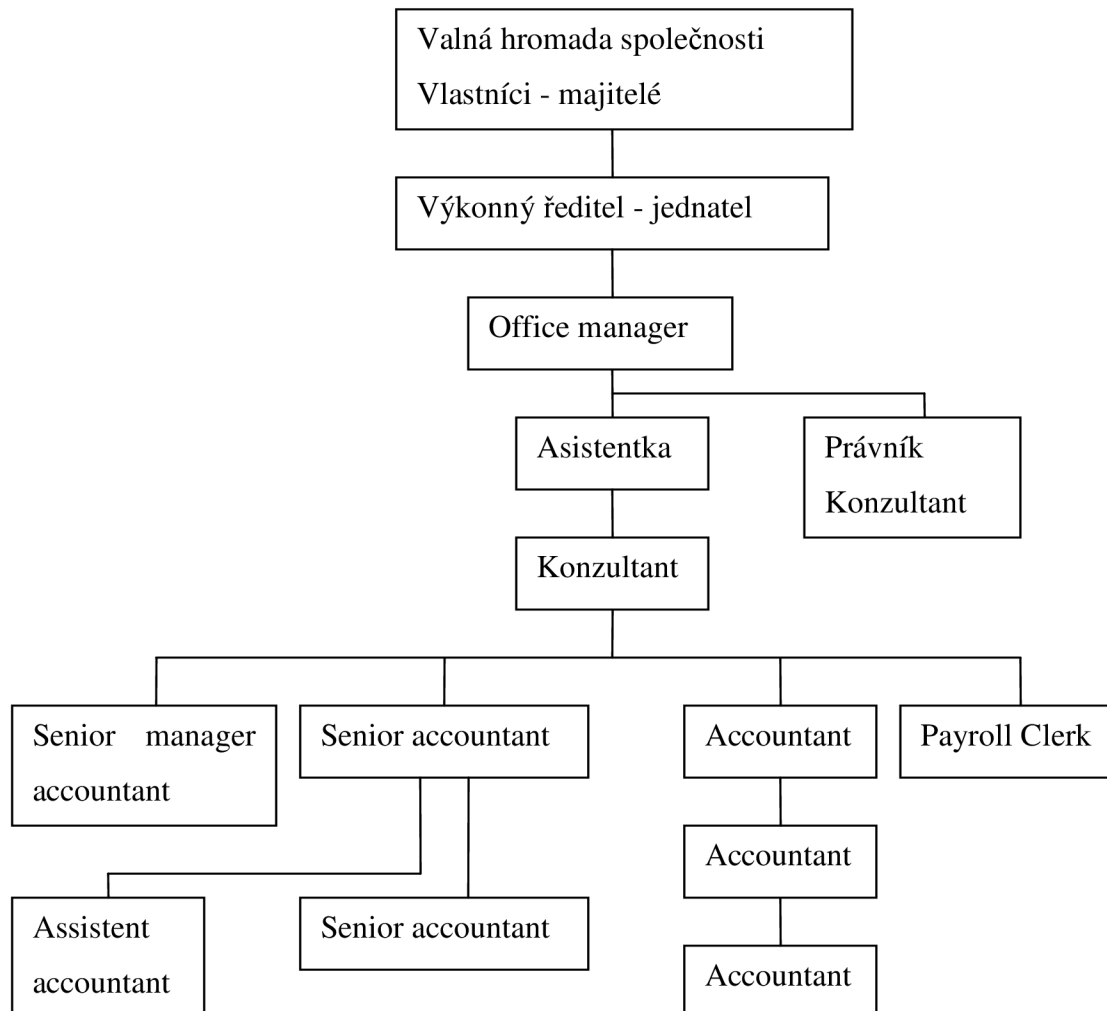 Valná hromada společnosti
Vlastníci - majitelé
Výkonný ředitel - jednatel
Office manager
Asistentka
Právník
Konzultant
Konzultant
Senior manager
accountant
Senior accountant
Accountant
Payroll Clerk
Accountant
Assistent
accountant
Senior accountant
Accountant